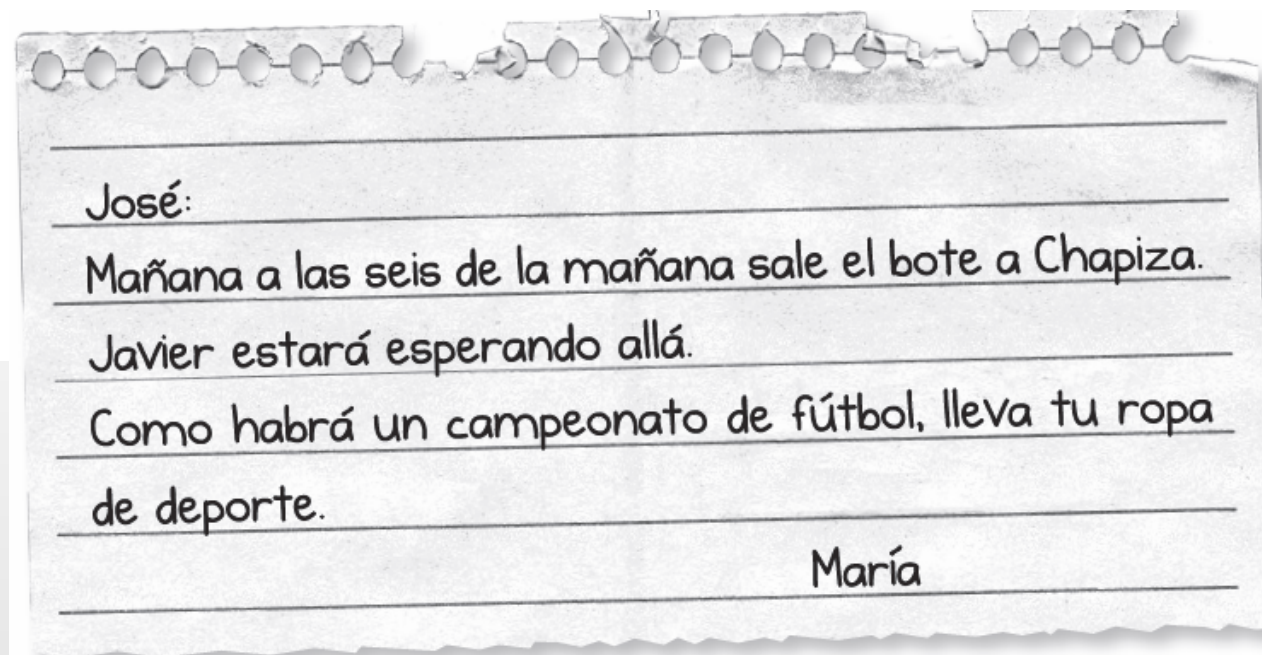 José:
Mañana a las seis de la mañana sale el bote a Chapiza.
Javier estará esperando allá.
Como habrá un campeonato de fútbol, lleva tu ropa
de deporte.
María